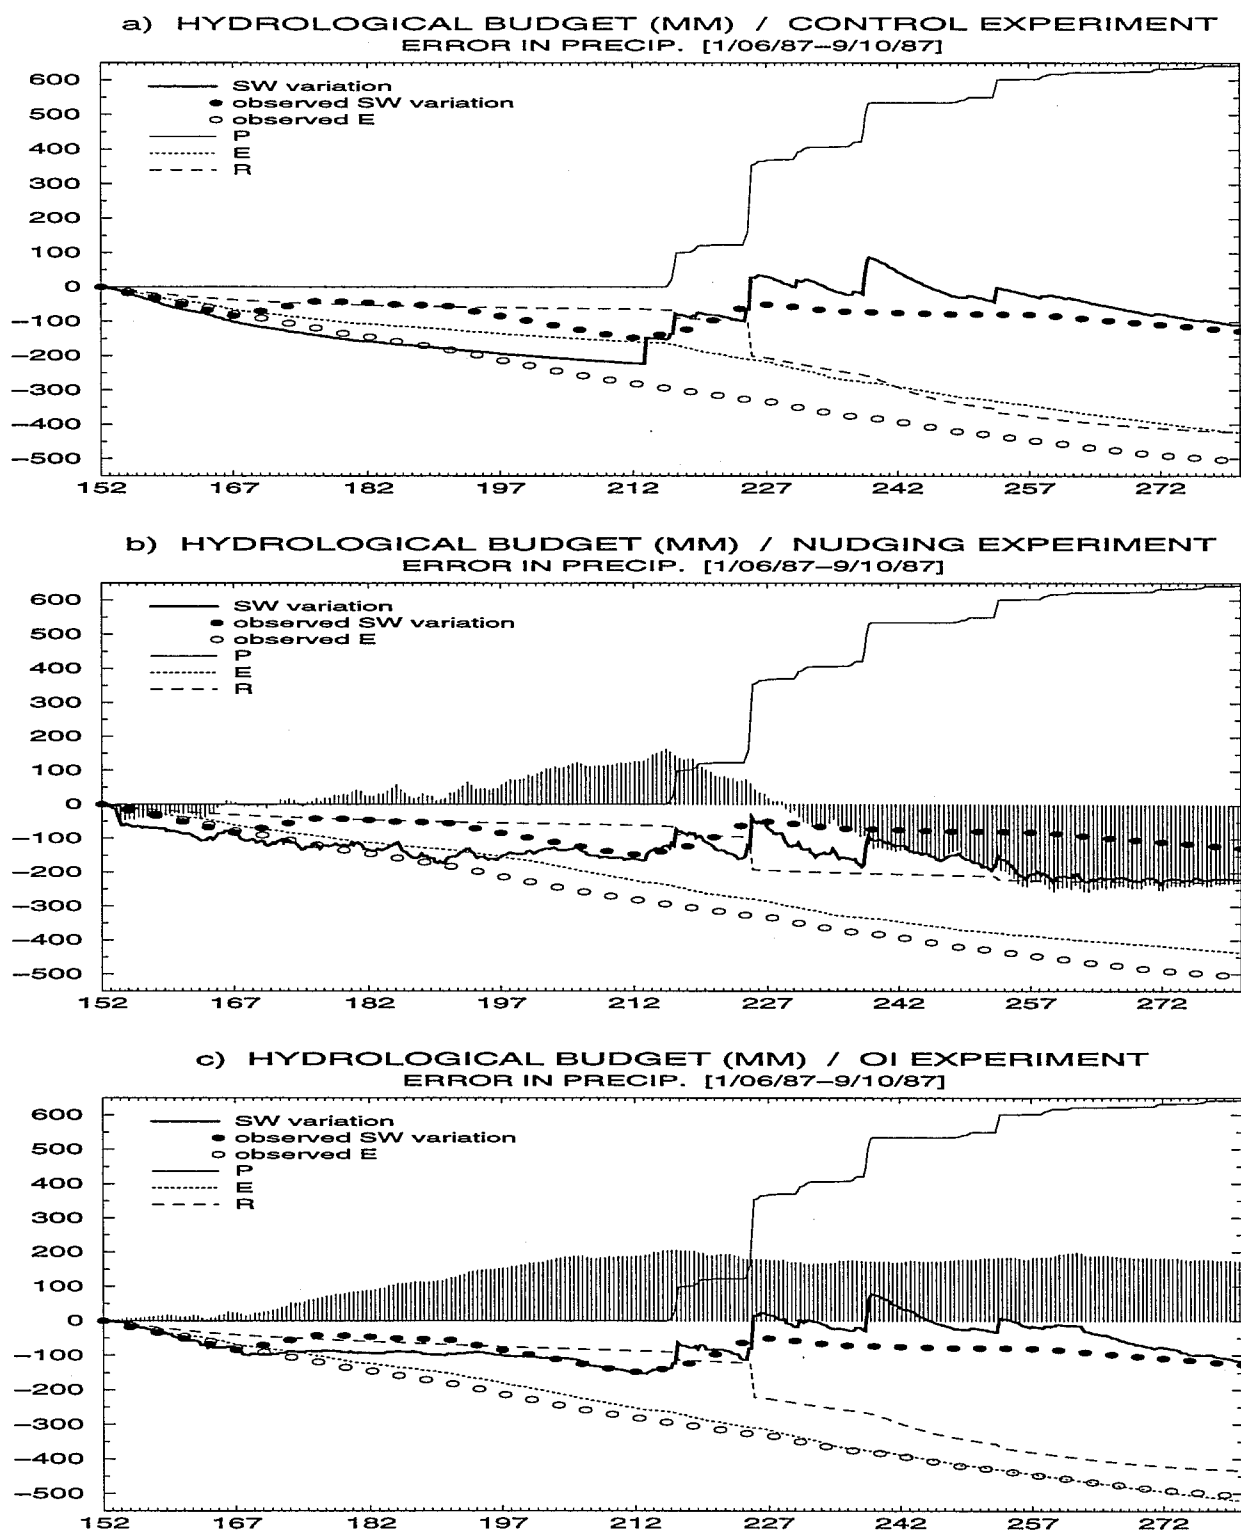 a) HYDROLOGICAL BUDGET (MM) / CONTROL EXPERIMENT
ERROR IN PRECIP. [1/06/87–9/10/87]
600
500
400
300
200
100
0
−100
−200
−300
−400
−500
SW variation
observed SW variation
observed E
P
E
R
152 167 182 197 212 227 242 257 272
b) HYDROLOGICAL BUDGET (MM) / NUDGING EXPERIMENT
ERROR IN PRECIP. [1/06/87–9/10/87]
600
500
400
300
200
100
0
−100
−200
−300
−400
−500
SW variation
observed SW variation
observed E
P
E
R
152 167 182 197 212 227 242 257 272
c) HYDROLOGICAL BUDGET (MM) / OI EXPERIMENT
ERROR IN PRECIP. [1/06/87–9/10/87]
600
500
400
300
200
100
0
−100
−200
−300
−400
−500
SW variation
observed SW variation
observed E
P
E
R
152 167 182 197 212 227 242 257 272